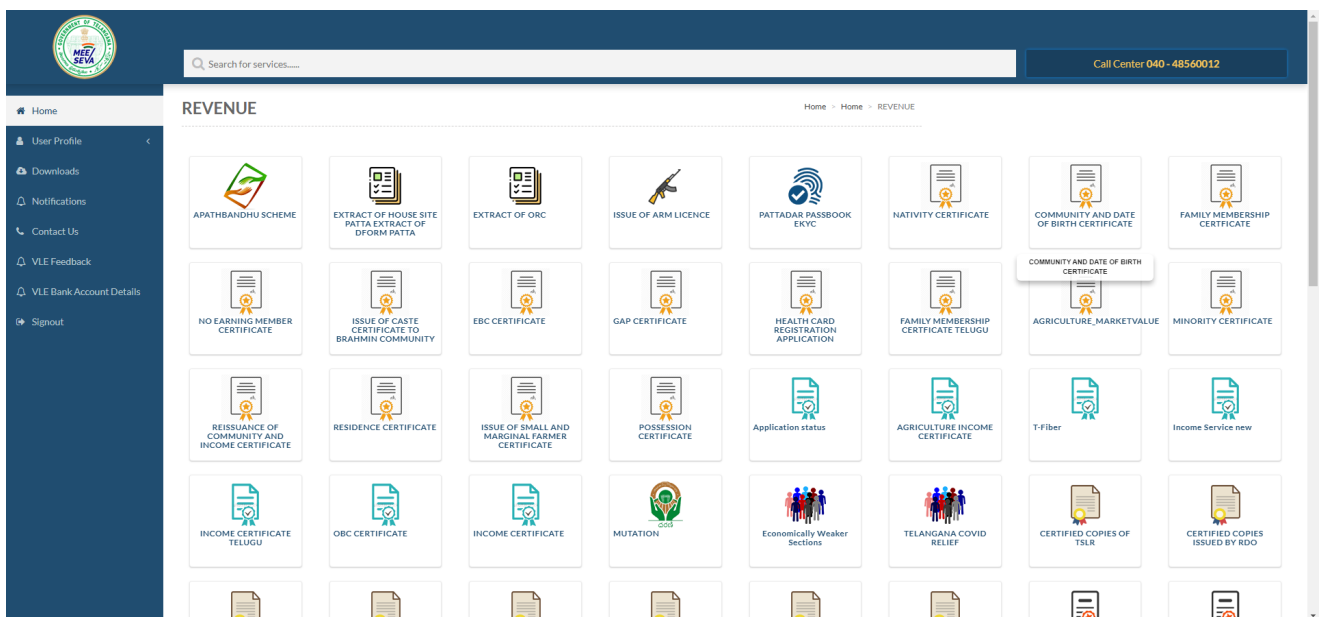 GOVERNMENT OF TELANGANA
MEE/
SEVA
Search for services......
Call Center 040 - 48560012
Home
User Profile
Downloads
Notifications
Contact Us
VLE Feedback
VLE Bank Account Details
Signout
REVENUE
Home > Home > REVENUE
APATHBANDHU SCHEME
EXTRACT OF HOUSE SITE
PATTA EXTRACT OF
DFORM PATTA
EXTRACT OF ORC
ISSUE OF ARM LICENCE
PATTADAR PASSBOOK
EKYC
NATIVITY CERTIFICATE
COMMUNITY AND DATE
OF BIRTH CERTIFICATE
FAMILY MEMBERSHIP
CERTFICATE
COMMUNITY AND DATE OF BIRTH
CERTIFICATE
NO EARNING MEMBER
CERTIFICATE
ISSUE OF CASTE
CERTIFICATE TO
BRAHMIN COMMUNITY
EBC CERTIFICATE
GAP CERTIFICATE
HEALTH CARD
REGISTRATION
APPLICATION
FAMILY MEMBERSHIP
CERTFICATE TELUGU
AGRICULTURE_MARKETVALUE
MINORITY CERTIFICATE
REISSUANCE OF
COMMUNITY AND
INCOME CERTIFICATE
RESIDENCE CERTIFICATE
ISSUE OF SMALL AND
MARGINAL FARMER
CERTIFICATE
POSSESSION
CERTIFICATE
Application status
AGRICULTURE INCOME
CERTIFICATE
T-Fiber
Income Service new
INCOME CERTIFICATE
TELUGU
OBC CERTIFICATE
INCOME CERTIFICATE
MUTATION
Economically Weaker
Sections
TELANGANA COVID
RELIEF
CERTIFIED COPIES OF
TSLR
CERTIFIED COPIES
ISSUED BY RDO